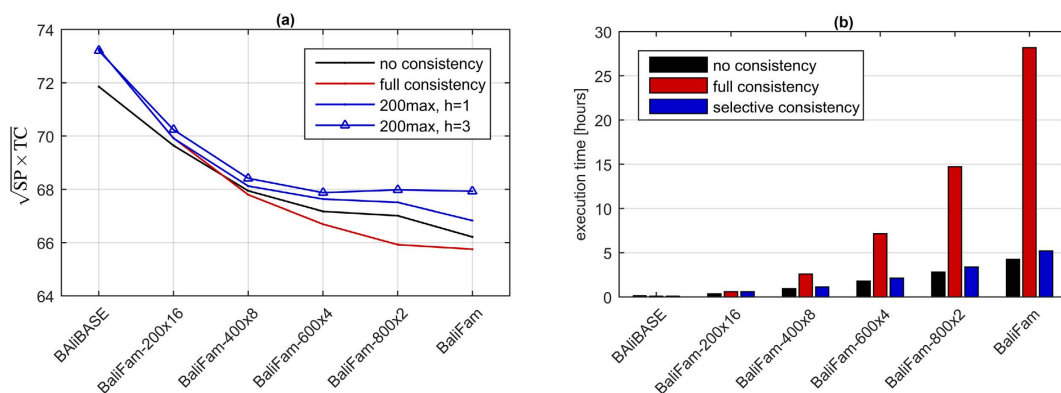 (a)
74
72
70
68
66
64
√SP × TC
no consistency
full consistency
200max, h=1
200max, h=3
BAliBASE
BaliFam-200x16
BaliFam-400x8
BaliFam-600x4
BaliFam-800x2
BaliFam
(b)
30
25
20
15
10
5
0
execution time [hours]
no consistency
full consistency
selective consistency
BAliBASE
BaliFam-200x16
BaliFam-400x8
BaliFam-600x4
BaliFam-800x2
BaliFam